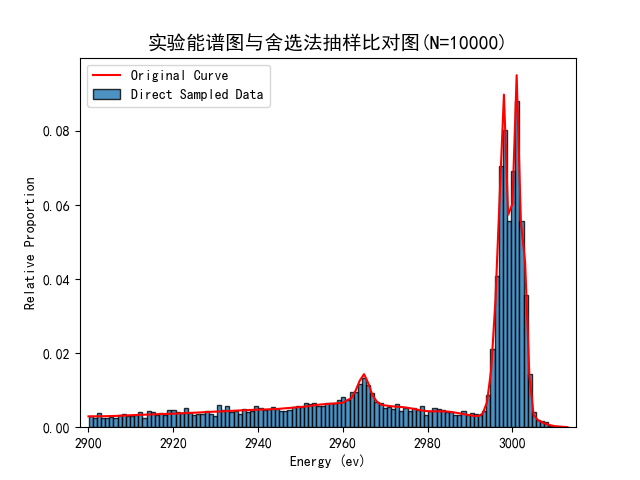 实验能谱图与舍选法抽样比对图(N=10000)
Original Curve
Direct Sampled Data
Relative Proportion
0.08
0.06
0.04
0.02
0.00
2900 2920 2940 2960 2980 3000
Energy (ev)